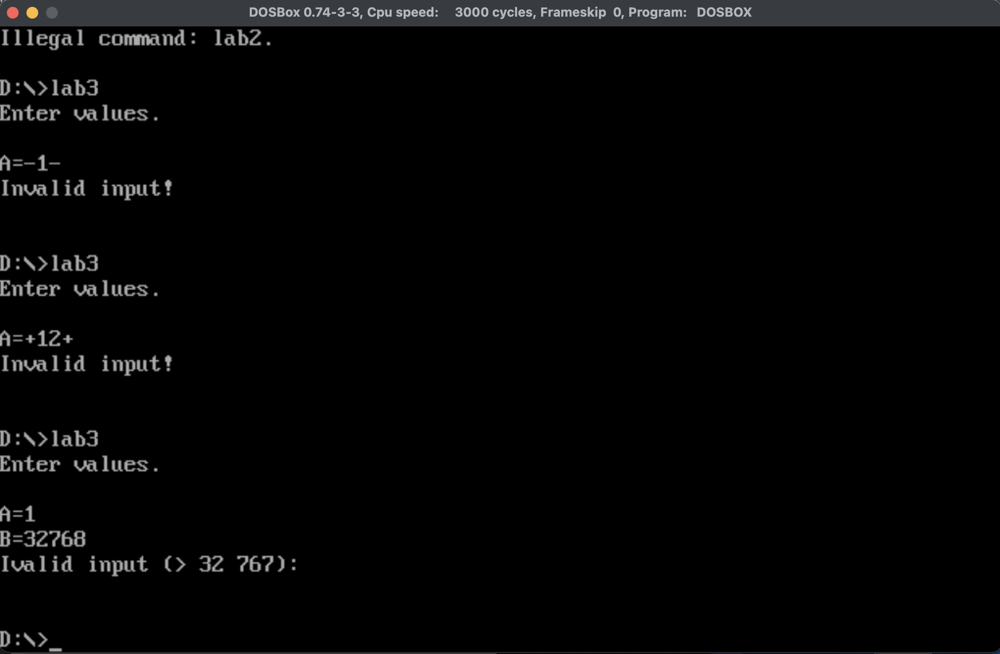 DOSBox 0.74-3-3, Cpu speed: 3000 cycles, Frameskip 0, Program: DOSBOX
Illegal command: lab2.
D:\>lab3
Enter values.
A=-1-
Invalid input!
D:\>lab3
Enter values.
A=+12+
Invalid input!
D:\>lab3
Enter values.
A=1
B=32768
Ivalid input (> 32 767):
D:\>_